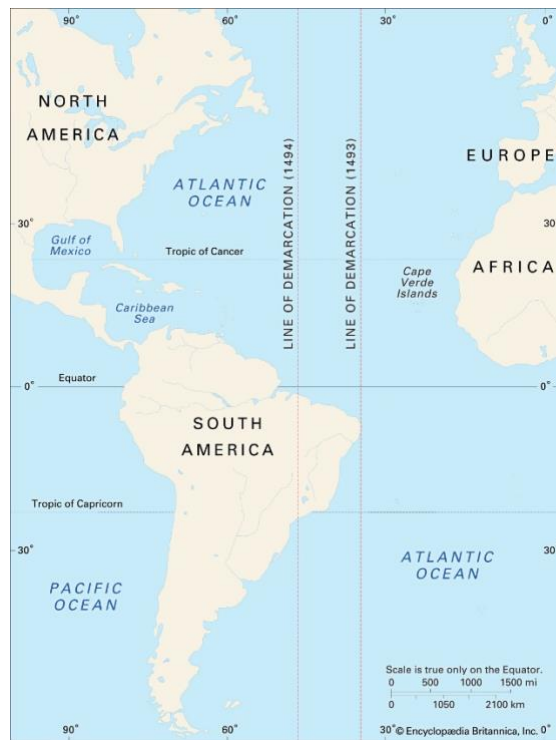 90°
60°
30°
0°
NORTH
AMERICA
EUROPE
ATLANTIC
OCEAN
LINE OF DEMARCATION (1494)
LINE OF DEMARCATION (1493)
30°
30°
Gulf of
Mexico
Tropic of Cancer
AFRICA
Cape
Verde
Islands
Caribbean
Sea
Equator
0°
0°
SOUTH
AMERICA
Tropic of Capricorn
30°
30°
ATLANTIC
OCEAN
PACIFIC
OCEAN
Scale is true only on the Equator.
0 500 1000 1500 mi
0 1050 2100 km
90°
60°
30°
© Encyclopædia Britannica, Inc.
0°